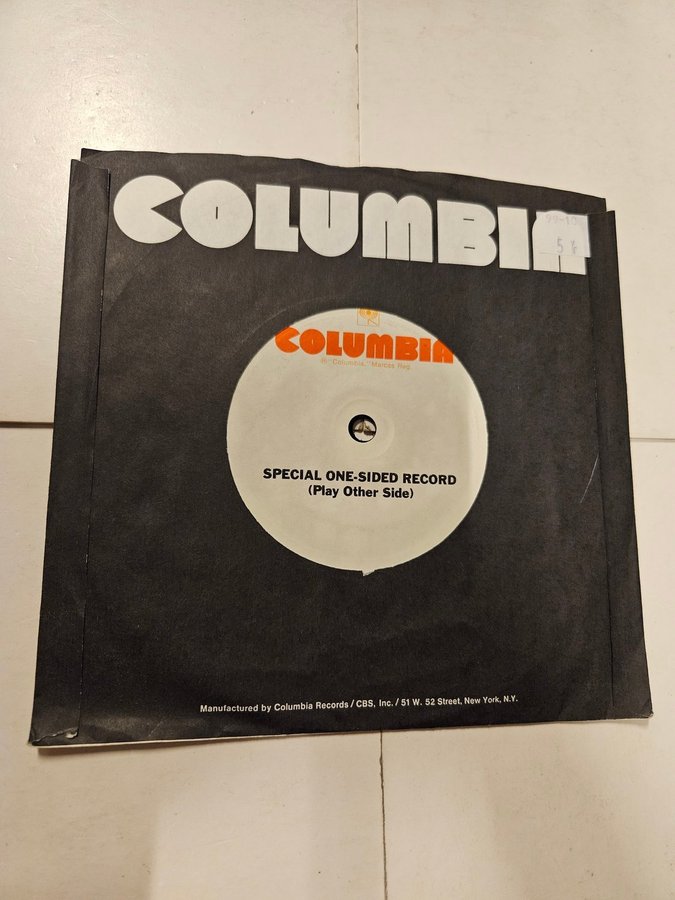 COLUMBIA
COLUMBIA
"Columbia," Marcas Reg.
SPECIAL ONE-SIDED RECORD
(Play Other Side)
Manufactured by Columbia Records / CBS, Inc. / 51 W. 52 Street, New York, N.Y.